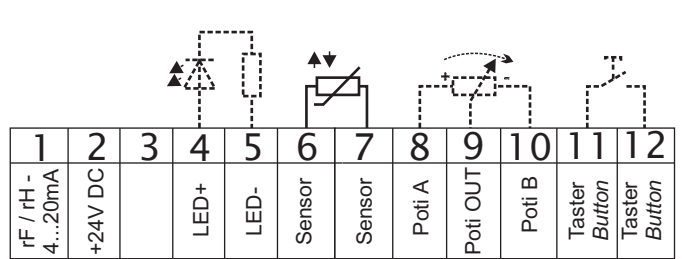 + -
1 2 3 4 5 6 7 8 9 10 11 12
rF / rH -
4...20mA
+24V DC
LED+
LED-
Sensor
Sensor
Poti A
Poti OUT
Poti B
Taster
Button
Taster
Button